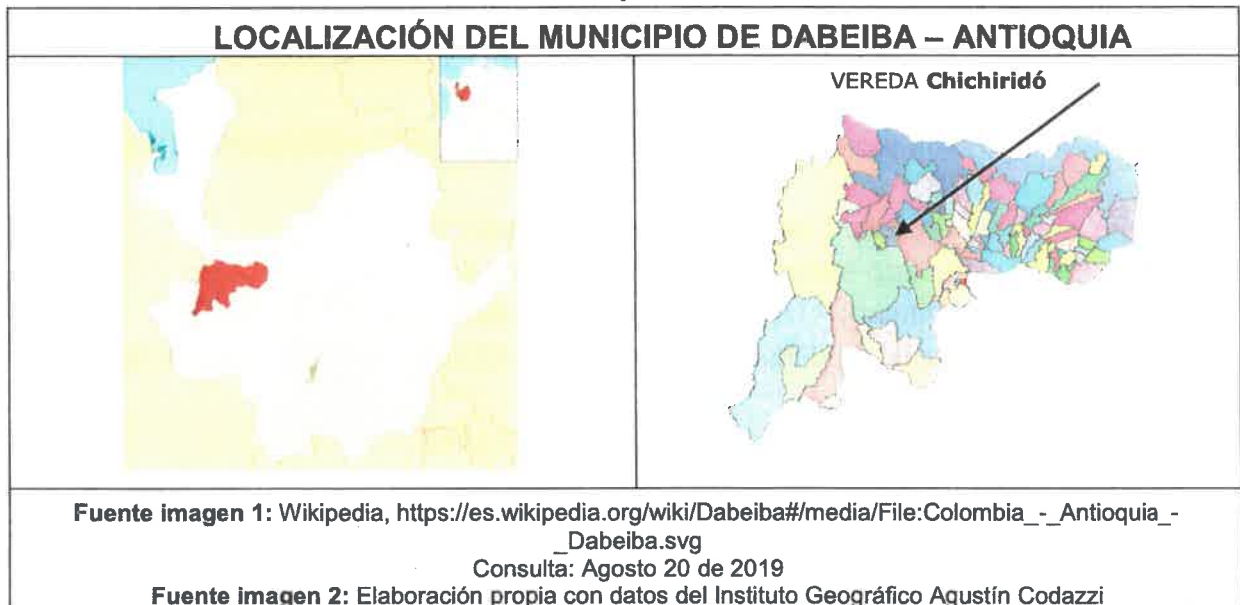 LOCALIZACIÓN DEL MUNICIPIO DE DABEIBA – ANTIOQUIA
VEREDA Chichiridó
Fuente imagen 1: Wikipedia, https://es.wikipedia.org/wiki/Dabeiba#/media/File:Colombia_-_Antioquia_-
_Dabeiba.svg
Consulta: Agosto 20 de 2019
Fuente imagen 2: Elaboración propia con datos del Instituto Geográfico Agustín Codazzi